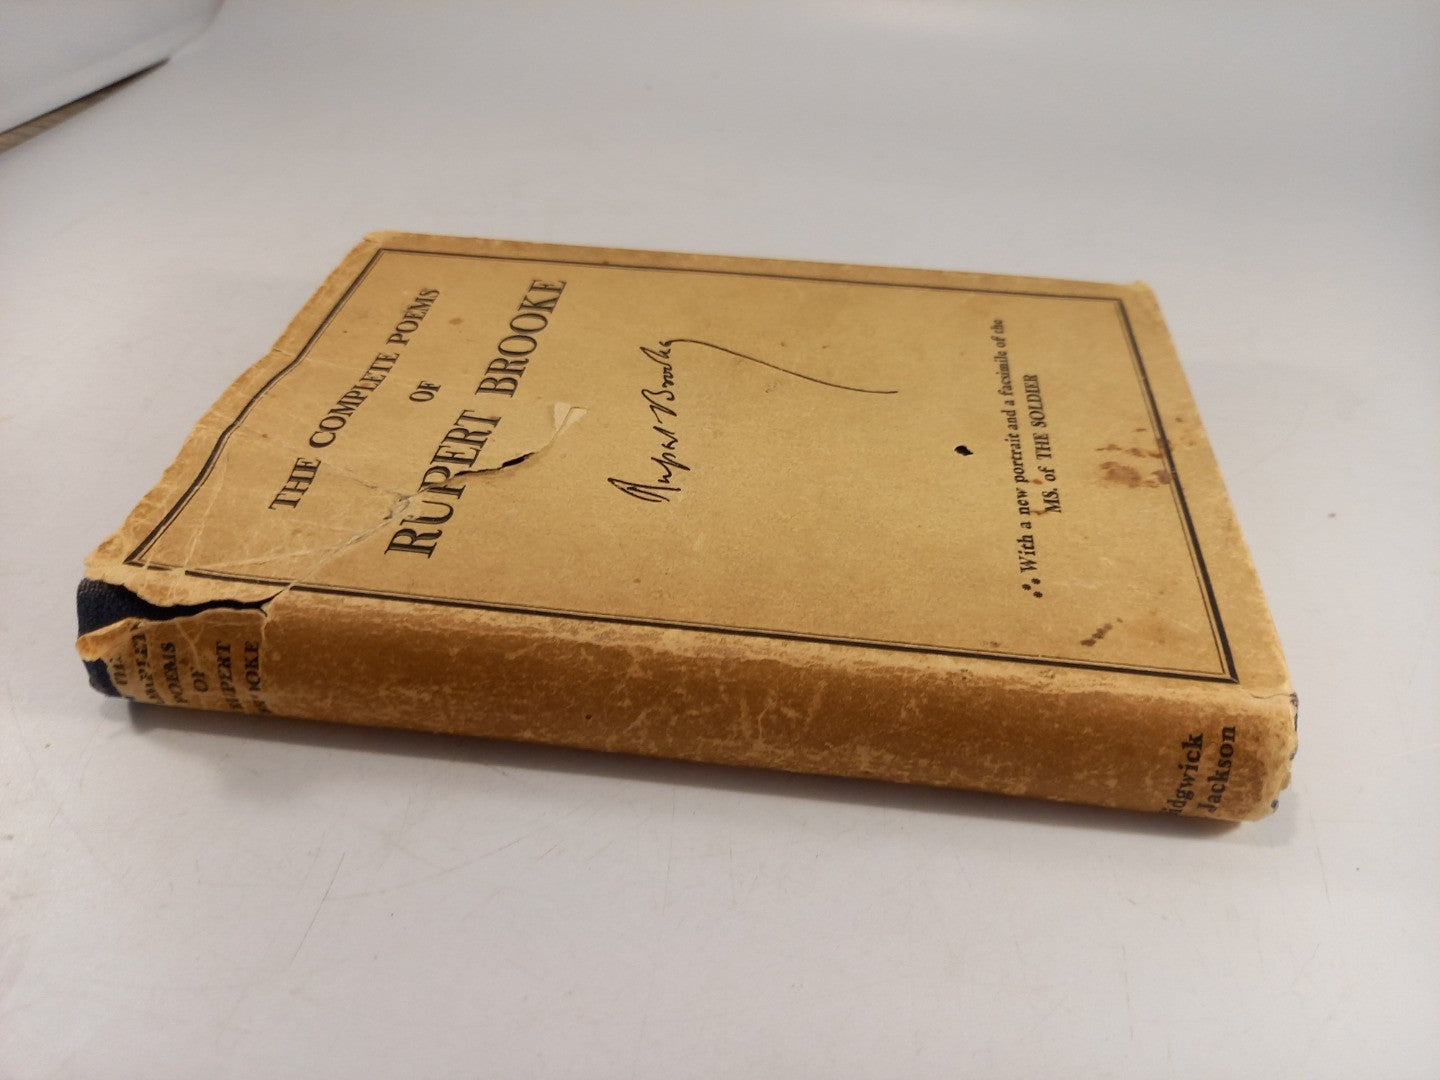 THE COMPLETE POEMS
OF
RUPERT BROOKE
Rupert Brooke
With a new portrait and a facsimile of the
MS. of THE SOLDIER
POEMS
OF
Jackson